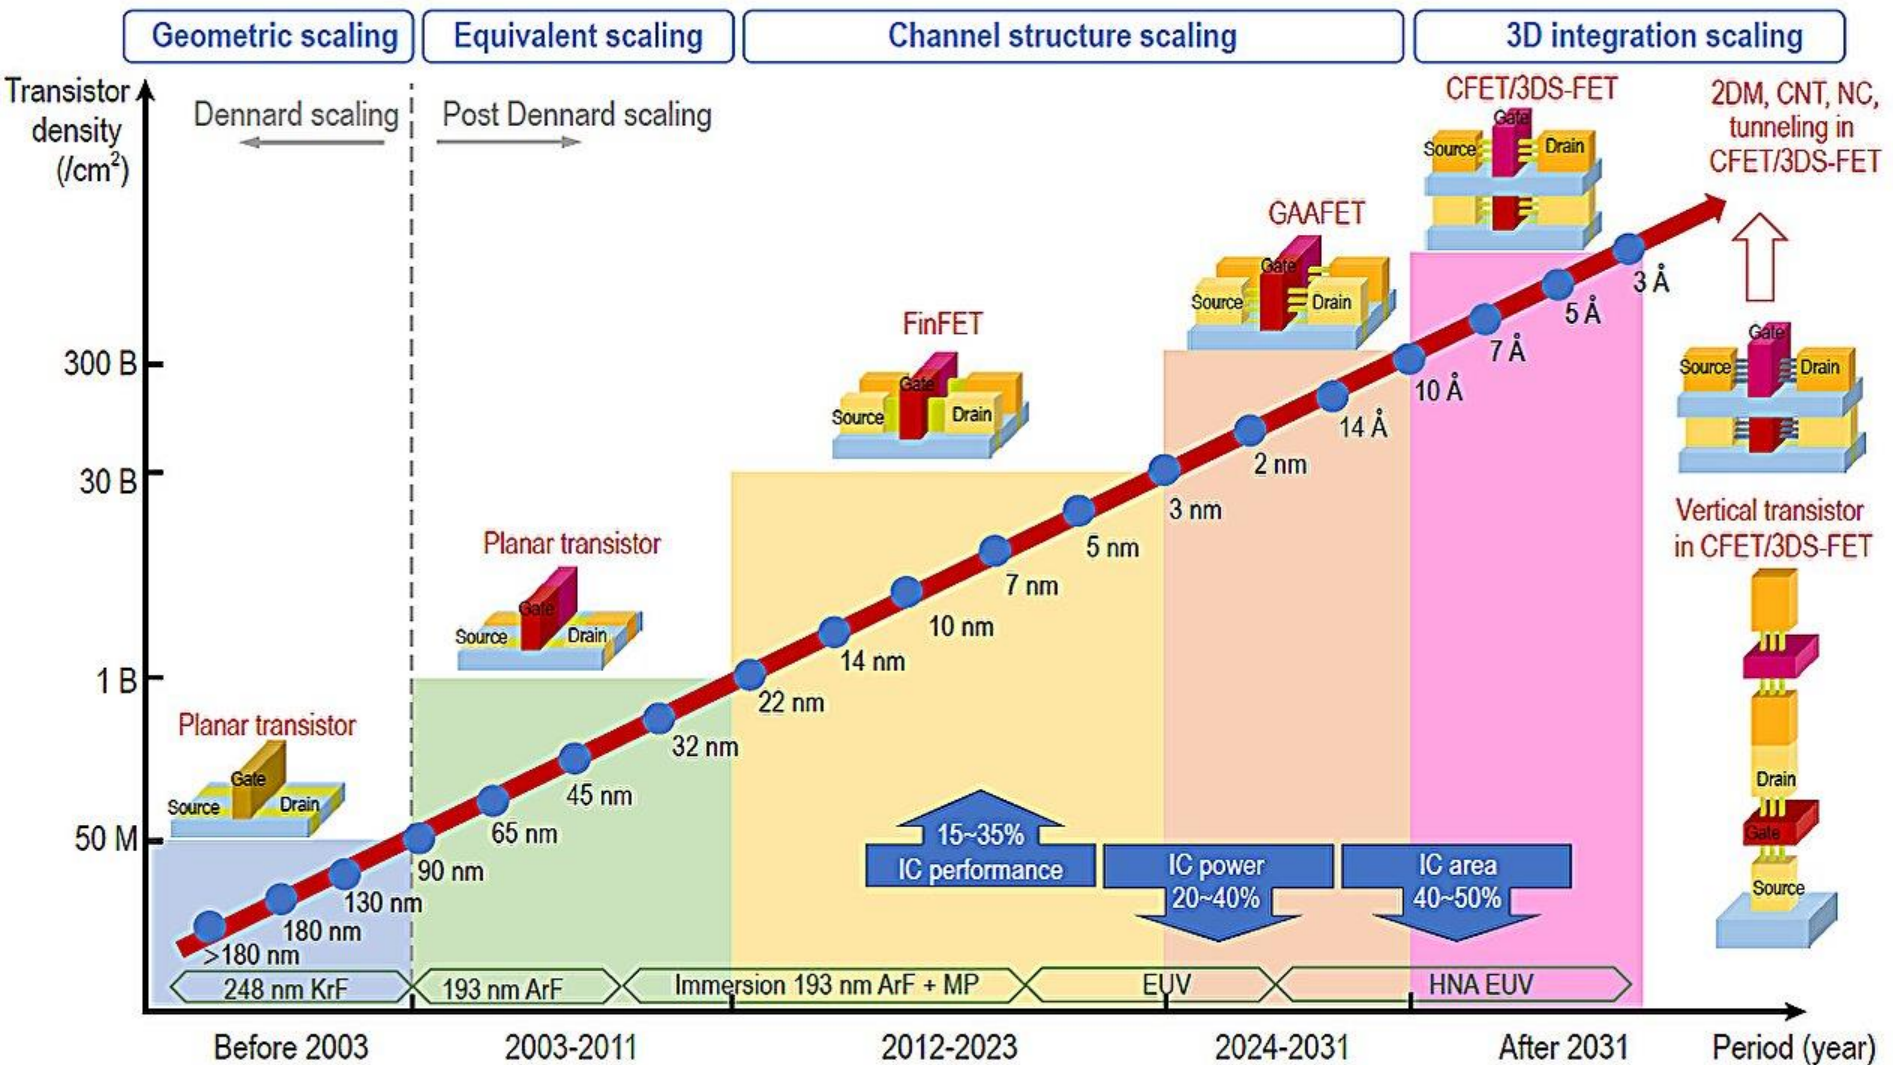 Geometric scaling
Equivalent scaling
Channel structure scaling
3D integration scaling
Transistor
density
(/cm²)
Dennard scaling
Post Dennard scaling
CFET/3DS-FET
Gate
Source
Drain
2DM, CNT, NC,
tunneling in
CFET/3DS-FET
GAAFET
Gate
Source
Drain
FinFET
Gate
Source
Drain
Planar transistor
Gate
Source
Drain
Planar transistor
Gate
Source
Drain
Gate
Source
Drain
Vertical transistor
in CFET/3DS-FET
Drain
Gate
Source
300 B
30 B
1 B
50 M
>180 nm
180 nm
130 nm
90 nm
65 nm
45 nm
32 nm
22 nm
14 nm
10 nm
7 nm
5 nm
3 nm
2 nm
14 Å
10 Å
7 Å
5 Å
3 Å
15~35%
IC performance
IC power
20~40%
IC area
40~50%
248 nm KrF
193 nm ArF
Immersion 193 nm ArF + MP
EUV
HNA EUV
Before 2003
2003-2011
2012-2023
2024-2031
After 2031
Period (year)